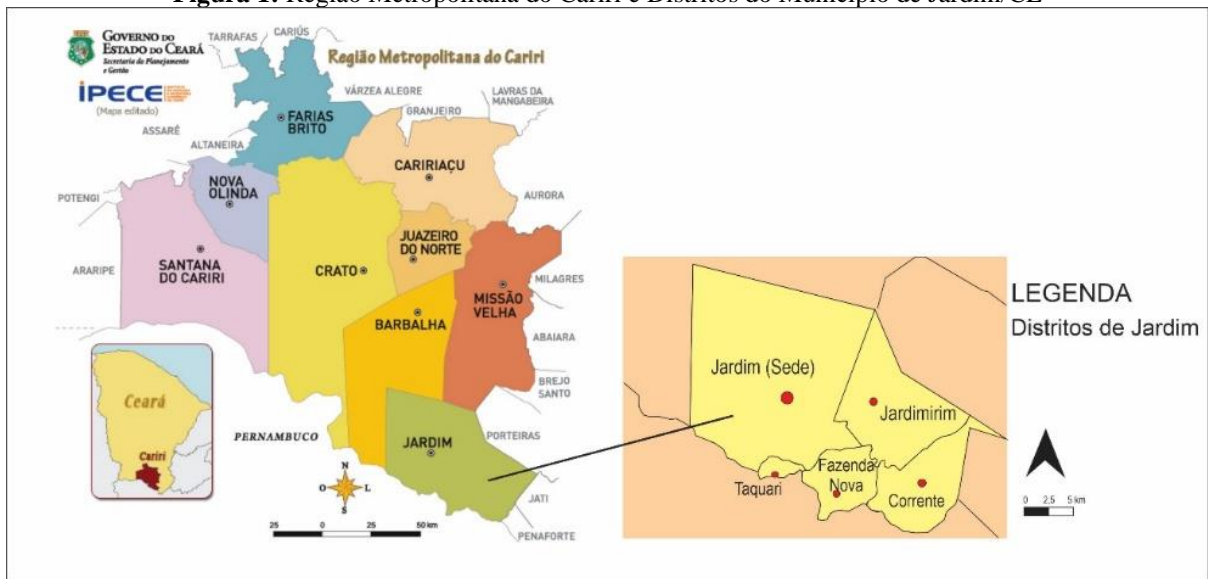 Figura 1. Região Metropolitana do Cariri e Distritos do Município de Jardim/CE
GOVERNO DO
ESTADO DO CEARÁ
Secretaria do Planejamento
e Gestão
IPECE
(Mapa editado)
Região Metropolitana do Cariri
TARRAFAS
CARIÚS
VÁRZEA ALEGRE
LAVRAS DA
MANGABEIRA
GRANJEIRO
ASSARÉ
ALTANEIRA
FARIAS
BRITO
CARIRIAÇU
NOVA
OLINDA
POTENGI
AURORA
JUAZEIRO
DO NORTE
SANTANA
DO CARIRI
CRATO
ARARIPE
MILAGRES
MISSÃO
VELHA
BARBALHA
ABAIARA
BREJO
SANTO
Ceará
Cariri
PERNAMBUCO
JARDIM
PORTEIRAS
JATI
PENAFORTE
N
O
L
S
25 0 25 50 km
LEGENDA
Distritos de Jardim
Jardim (Sede)
Jardimirim
Taquari
Fazenda
Nova
Corrente
0 2,5 5 km